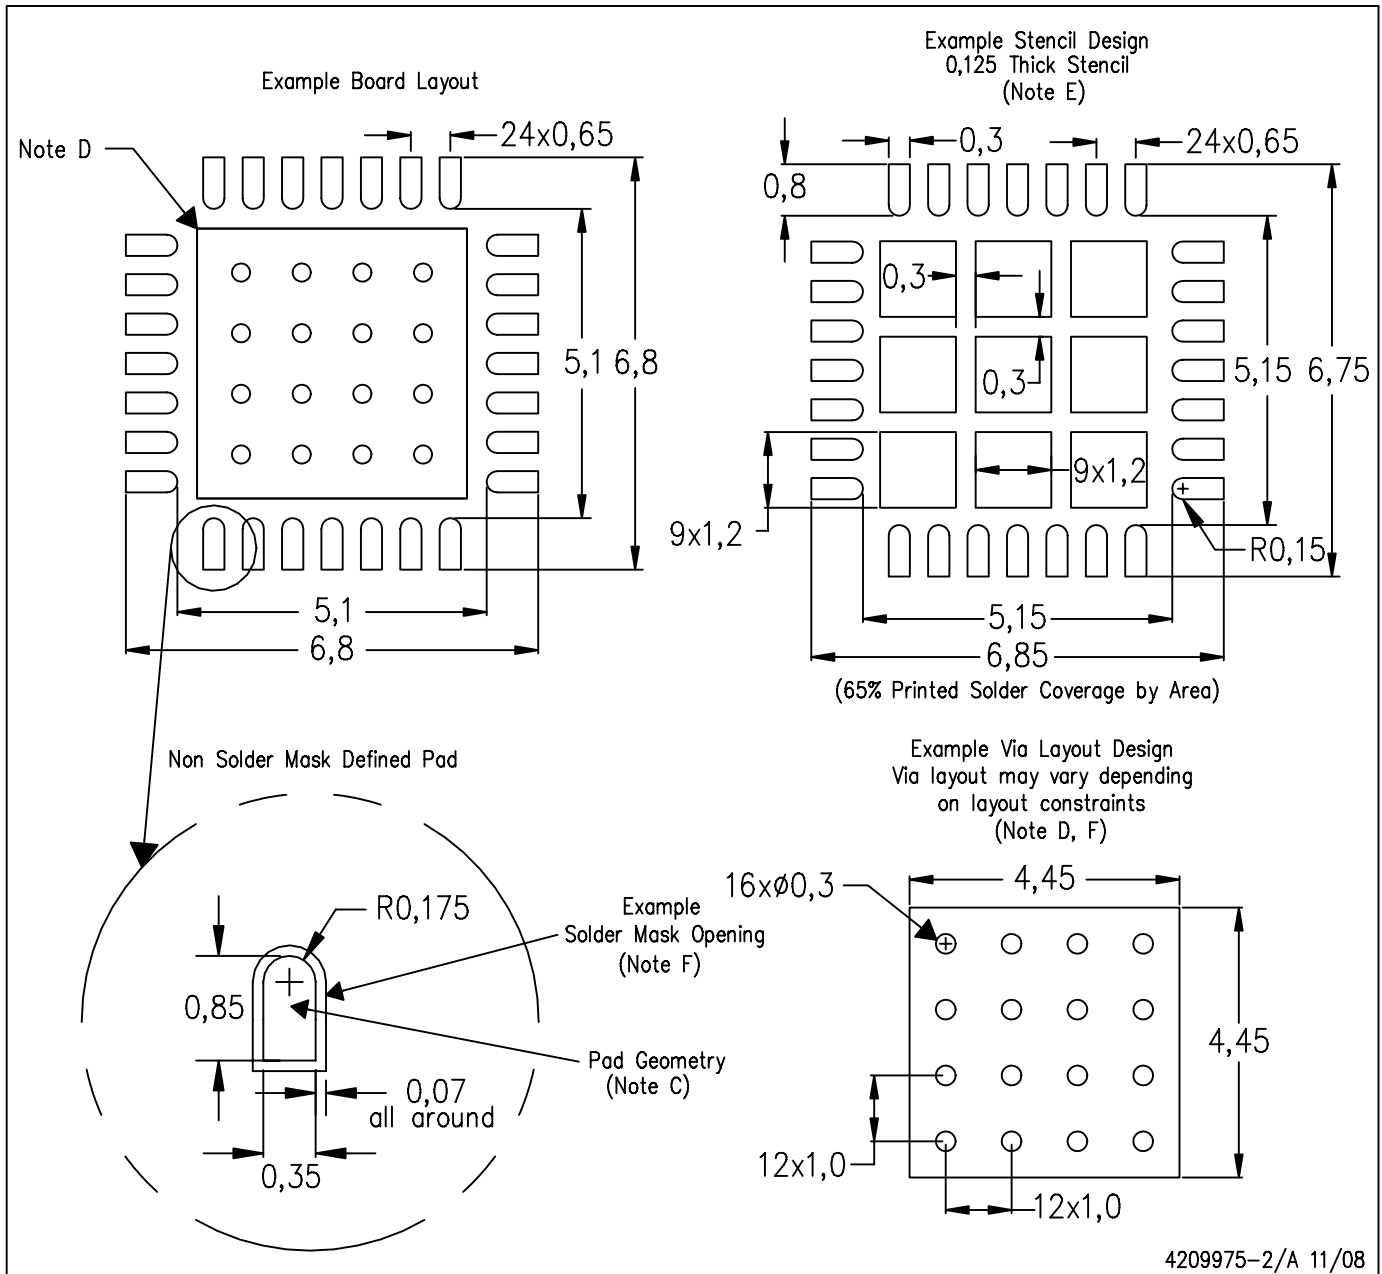 Example Board Layout
Note D
24x0,65
5,1
6,8
5,1
6,8
Example Stencil Design
0,125 Thick Stencil
(Note E)
0,3
24x0,65
0,8
0,3
0,3
5,15
6,75
9x1,2
9x1,2
R0,15
5,15
6,85
(65% Printed Solder Coverage by Area)
Non Solder Mask Defined Pad
R0,175
Example
Solder Mask Opening
(Note F)
0,85
Pad Geometry
(Note C)
0,07
all around
0,35
Example Via Layout Design
Via layout may vary depending
on layout constraints
(Note D, F)
4,45
16xø0,3
4,45
12x1,0
12x1,0
4209975-2/A 11/08